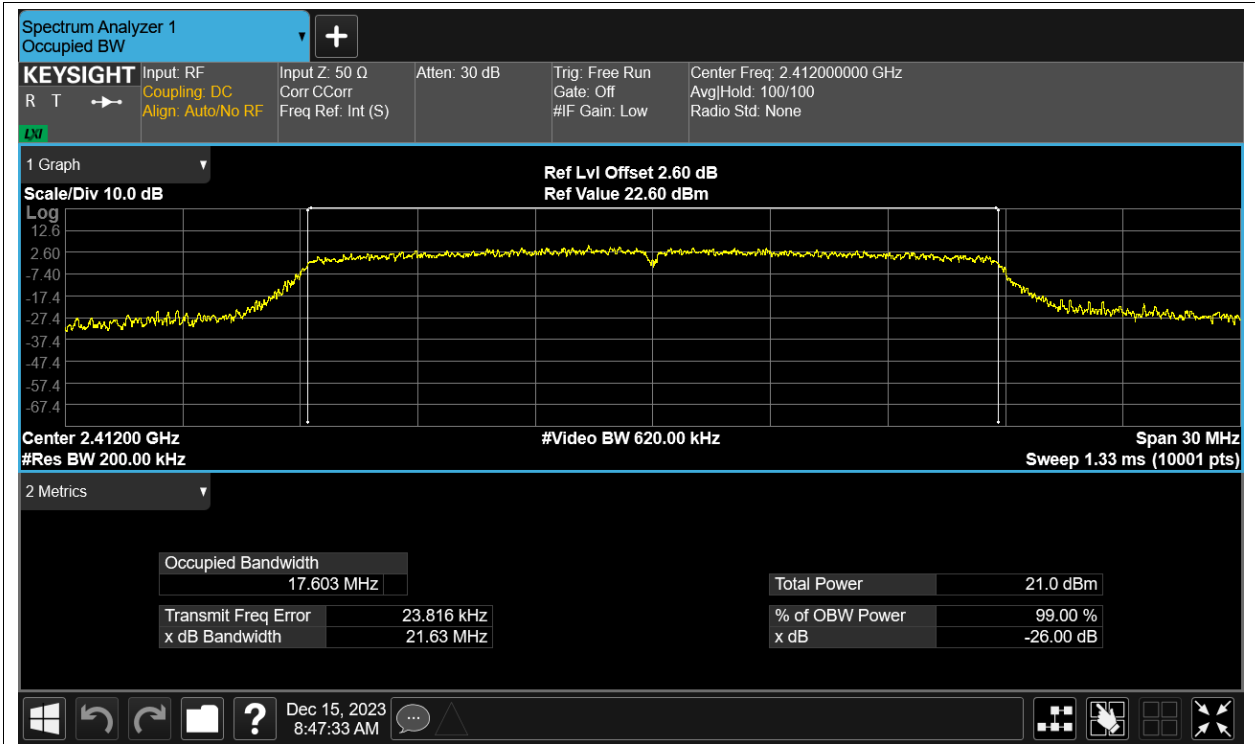 Spectrum Analyzer 1
Occupied BW
KEYSIGHT
R T
LXI
Input: RF
Coupling: DC
Align: Auto/No RF
Input Z: 50 Ω
Corr CCorr
Freq Ref: Int (S)
Atten: 30 dB
Trig: Free Run
Gate: Off
#IF Gain: Low
Center Freq: 2.412000000 GHz
Avg|Hold: 100/100
Radio Std: None
1 Graph
Scale/Div 10.0 dB
Ref Lvl Offset 2.60 dB
Ref Value 22.60 dBm
Log
12.6
2.60
-7.40
-17.4
-27.4
-37.4
-47.4
-57.4
-67.4
Center 2.41200 GHz
#Res BW 200.00 kHz
#Video BW 620.00 kHz
Span 30 MHz
Sweep 1.33 ms (10001 pts)
2 Metrics
Occupied Bandwidth
17.603 MHz
Transmit Freq Error 23.816 kHz
x dB Bandwidth 21.63 MHz
Total Power 21.0 dBm
% of OBW Power 99.00 %
x dB -26.00 dB
?
Dec 15, 2023
8:47:33 AM